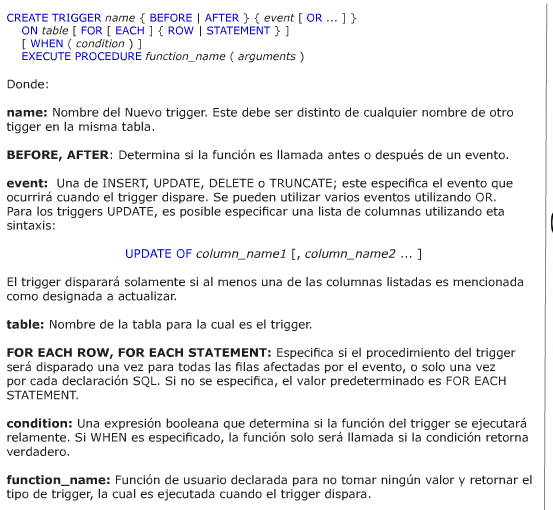 CREATE TRIGGER name { BEFORE | AFTER } { event [ OR ... ] }
ON table [ FOR [ EACH ] { ROW | STATEMENT } ]
[ WHEN ( condition ) ]
EXECUTE PROCEDURE function_name ( arguments )
Donde:
name: Nombre del Nuevo trigger. Este debe ser distinto de cualquier nombre de otro
tigger en la misma tabla.
BEFORE, AFTER: Determina si la función es llamada antes o después de un evento.
event: Una de INSERT, UPDATE, DELETE o TRUNCATE; este especifica el evento que
ocurrirá cuando el trigger dispare. Se pueden utilizar varios eventos utilizando OR.
Para los triggers UPDATE, es posible especificar una lista de columnas utilizando eta
sintaxis:
UPDATE OF column_name1 [, column_name2 ... ]
El trigger disparará solamente si al menos una de las columnas listadas es mencionada
como designada a actualizar.
table: Nombre de la tabla para la cual es el trigger.
FOR EACH ROW, FOR EACH STATEMENT: Especifica si el procedimiento del trigger
será disparado una vez para todas las filas afectadas por el evento, o solo una vez
por cada declaración SQL. Si no se especifica, el valor predeterminado es FOR EACH
STATEMENT.
condition: Una expresión booleana que determina si la función del trigger se ejecutará
relamente. Si WHEN es especificado, la función solo será llamada si la condición retorna
verdadero.
function_name: Función de usuario declarada para no tomar ningún valor y retornar el
tipo de trigger, la cual es ejecutada cuando el trigger dispara.